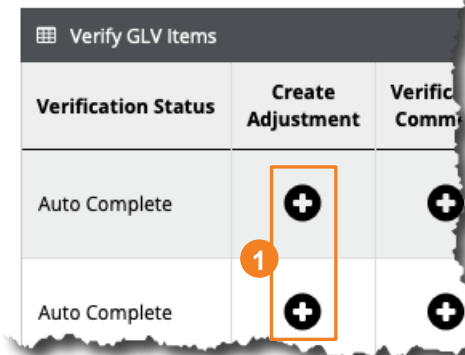 Verify GLV Items
Verification Status
Create
Adjustment
Auto Complete
1
Auto Complete